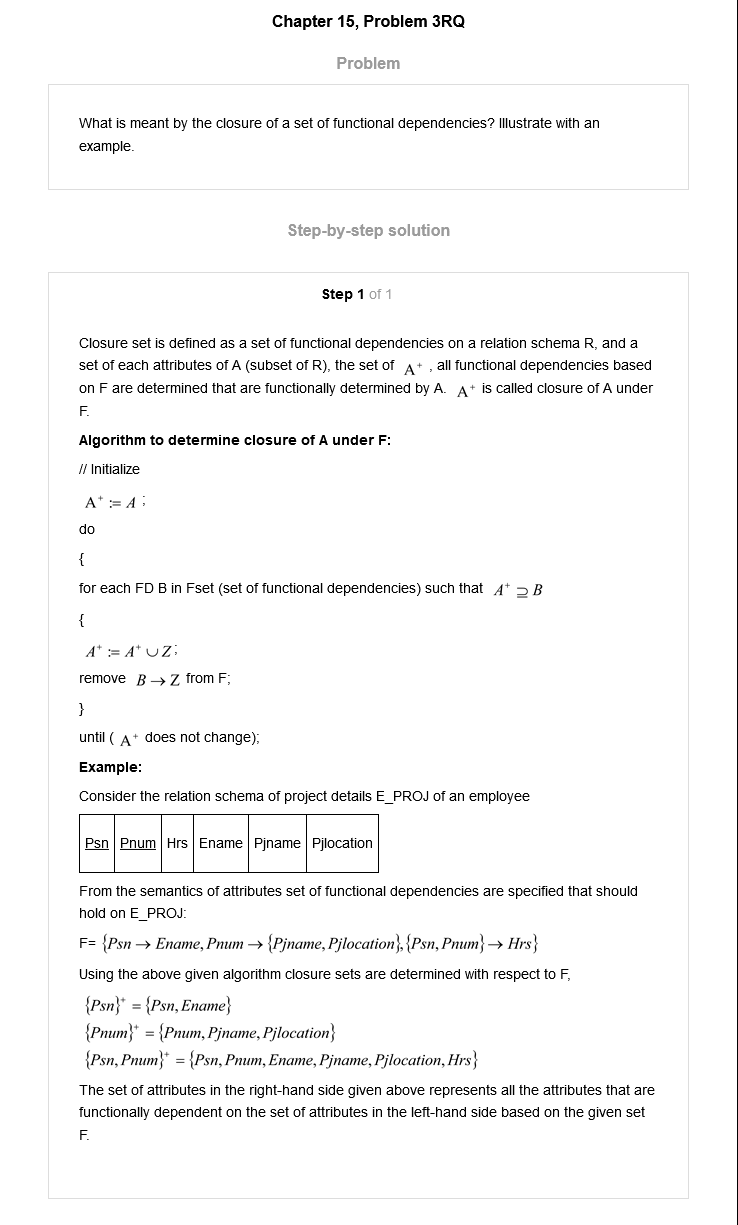 Chapter 15, Problem 3RQ
Problem
What is meant by the closure of a set of functional dependencies? Illustrate with an
example.
Step-by-step solution
Step 1 of 1
Closure set is defined as a set of functional dependencies on a relation schema R, and a
set of each attributes of A (subset of R), the set of A⁺ , all functional dependencies based
on F are determined that are functionally determined by A. A⁺ is called closure of A under
F.
Algorithm to determine closure of A under F:
// Initialize
A⁺ := A ;
do
{
for each FD B in Fset (set of functional dependencies) such that A⁺ ⊇ B
{
A⁺ := A⁺ ∪ Z ;
remove B → Z from F;
}
until ( A⁺ does not change);
Example:
Consider the relation schema of project details E_PROJ of an employee
Psn Pnum Hrs Ename Pjname Pjlocation
From the semantics of attributes set of functional dependencies are specified that should
hold on E_PROJ:
F= {Psn → Ename, Pnum → {Pjname, Pjlocation}, {Psn, Pnum} → Hrs}
Using the above given algorithm closure sets are determined with respect to F,
{Psn}⁺ = {Psn, Ename}
{Pnum}⁺ = {Pnum, Pjname, Pjlocation}
{Psn, Pnum}⁺ = {Psn, Pnum, Ename, Pjname, Pjlocation, Hrs}
The set of attributes in the right-hand side given above represents all the attributes that are
functionally dependent on the set of attributes in the left-hand side based on the given set
F.